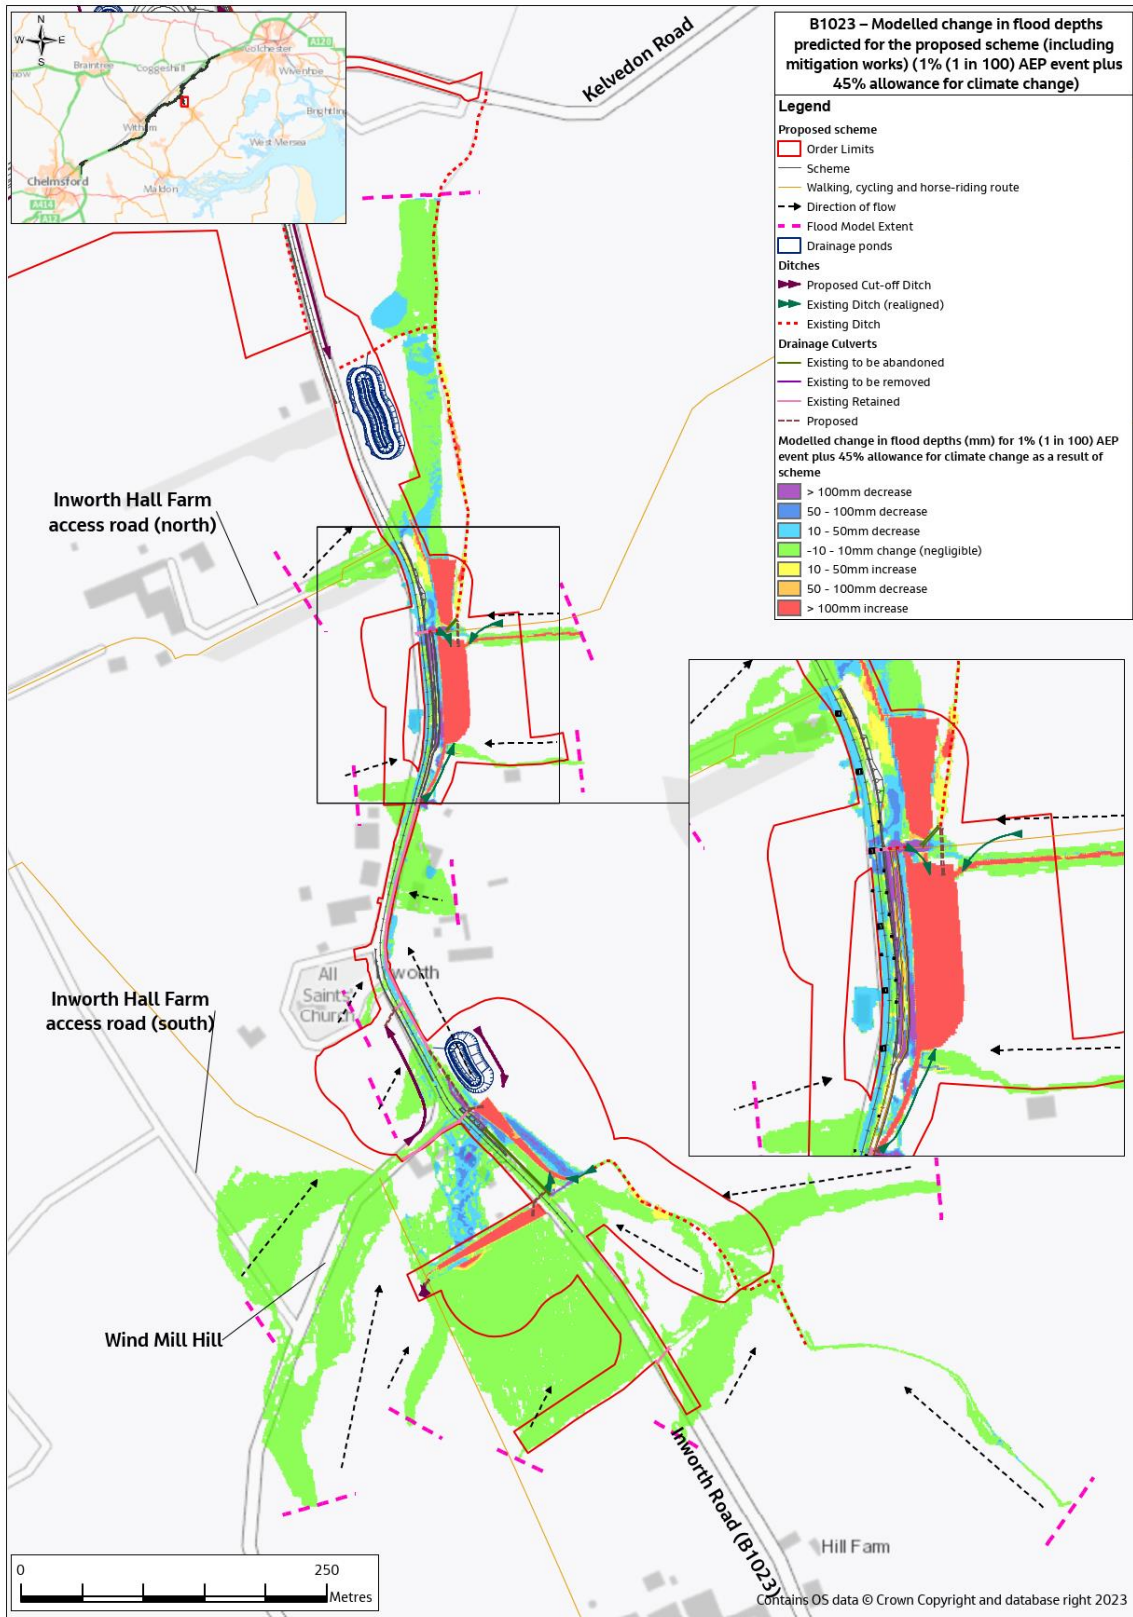 N
W
E
S
Colchester
A120
Braintree
Coggeshall
Wivenhoe
Witham
West Mersea
Chelmsford
Maldon
A414
A12
B1023 – Modelled change in flood depths
predicted for the proposed scheme (including
mitigation works) (1% (1 in 100) AEP event plus
45% allowance for climate change)
Legend
Proposed scheme
Order Limits
Scheme
Walking, cycling and horse-riding route
Direction of flow
Flood Model Extent
Drainage ponds
Ditches
Proposed Cut-off Ditch
Existing Ditch (realigned)
Existing Ditch
Drainage Culverts
Existing to be abandoned
Existing to be removed
Existing Retained
Proposed
Modelled change in flood depths (mm) for 1% (1 in 100) AEP
event plus 45% allowance for climate change as a result of
scheme
> 100mm decrease
50 - 100mm decrease
10 - 50mm decrease
-10 - 10mm change (negligible)
10 - 50mm increase
50 - 100mm decrease
> 100mm increase
Kelvedon Road
Inworth Hall Farm
access road (north)
All
Saints'
Church
Inworth Hall Farm
access road (south)
Wind Mill Hill
Inworth Road (B1023)
Hill Farm
0
250
Metres
Contains OS data © Crown Copyright and database right 2023